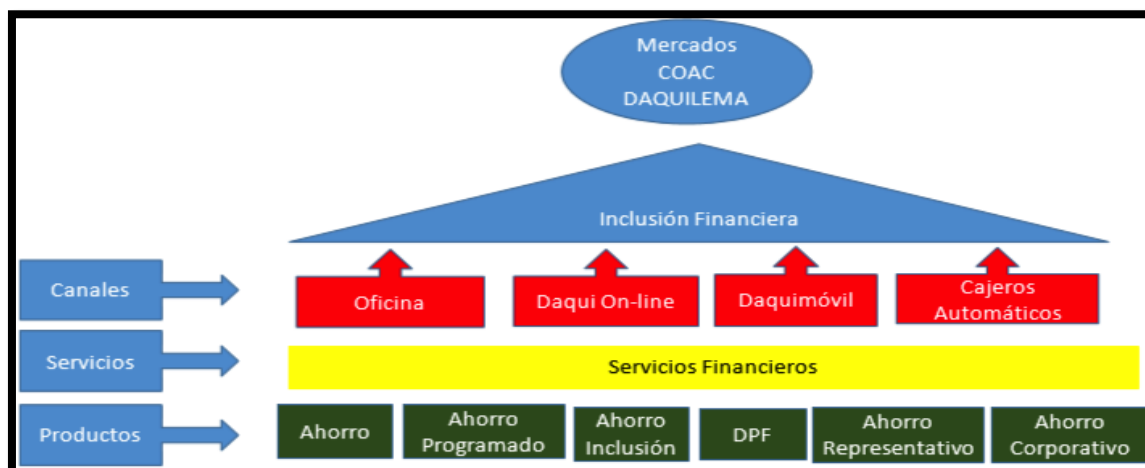 Mercados
COAC
DAQUILEMA
Inclusión Financiera
Canales
Oficina
Daqui On-line
Daquimóvil
Cajeros
Automáticos
Servicios
Servicios Financieros
Productos
Ahorro
Ahorro
Programado
Ahorro
Inclusión
DPF
Ahorro
Representativo
Ahorro
Corporativo